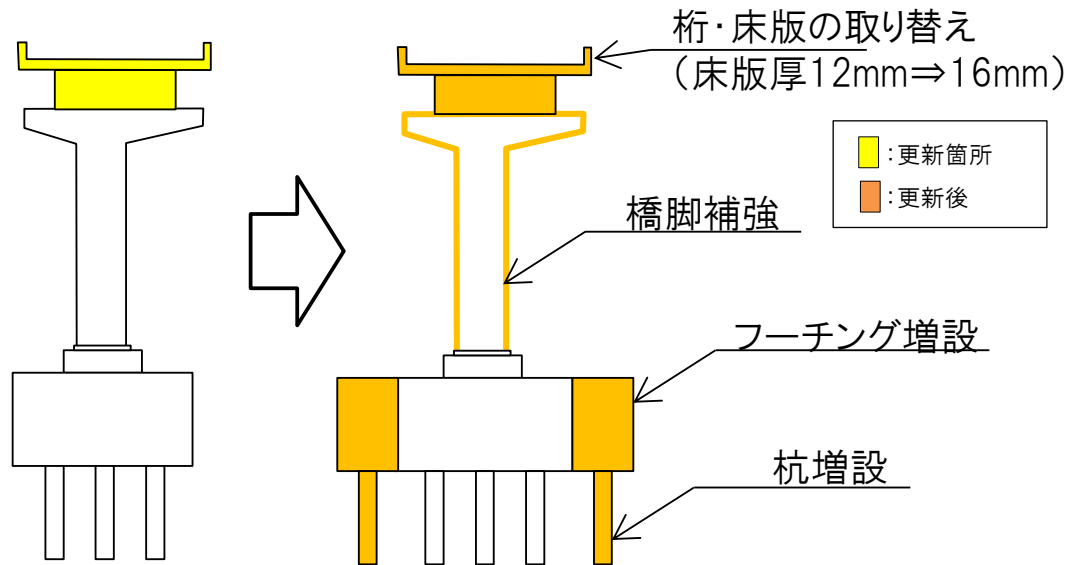 桁・床版の取り替え
（床版厚12mm⇒16mm）
：更新箇所
：更新後
橋脚補強
フーチング増設
杭増設